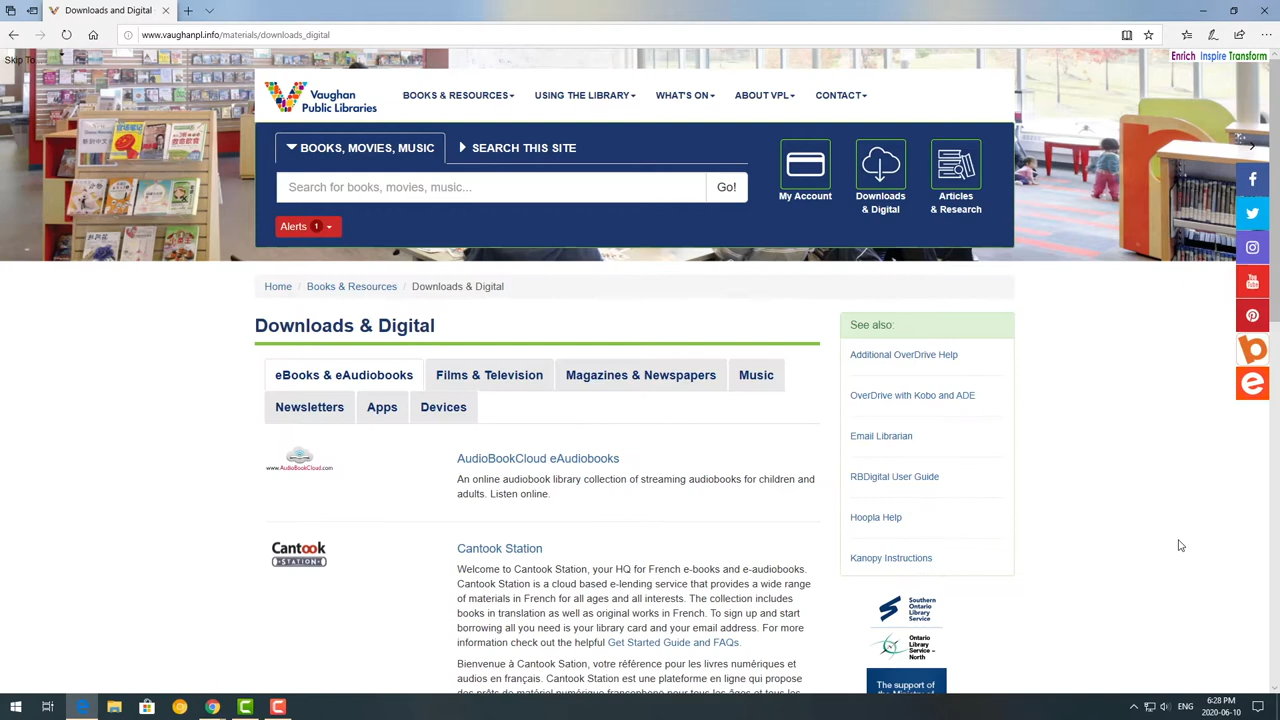 Downloads and Digital
www.vaughanpl.info/materials/downloads_digital
Skip To
Enrich Inspire Transform
Vaughan
Public Libraries
BOOKS & RESOURCES
USING THE LIBRARY
WHAT'S ON
ABOUT VPL
CONTACT
BOOKS, MOVIES, MUSIC
SEARCH THIS SITE
Search for books, movies, music...
Go!
My Account
Downloads
& Digital
Articles
& Research
Alerts 1
Home / Books & Resources / Downloads & Digital
Downloads & Digital
eBooks & eAudiobooks
Films & Television
Magazines & Newspapers
Music
Newsletters
Apps
Devices
www.AudioBookCloud.com
AudioBookCloud eAudiobooks
An online audiobook library collection of streaming audiobooks for children and
adults. Listen online.
Cantook
STATION
Cantook Station
Welcome to Cantook Station, your HQ for French e-books and e-audiobooks.
Cantook Station is a cloud based e-lending service that provides a wide range
of materials in French for all ages and all interests. The collection includes
books in translation as well as original works in French. To sign up and start
borrowing all you need is your library card and your email address. For more
information check out the helpful Get Started Guide and FAQs.
Bienvenue à Cantook Sation, votre référence pour les livres numériques et
audios en français. Cantook Station est une plateforme en ligne qui propose
des prêts de matériel numérique francophone pour tous les âges et tous les
See also:
Additional OverDrive Help
OverDrive with Kobo and ADE
Email Librarian
RBDigital User Guide
Hoopla Help
Kanopy Instructions
Southern
Ontario
Library
Service
Ontario
Library
Service –
North
The support of
the Ministry of
You
Tube
b
e
ENG
6:28 PM
2020-06-10